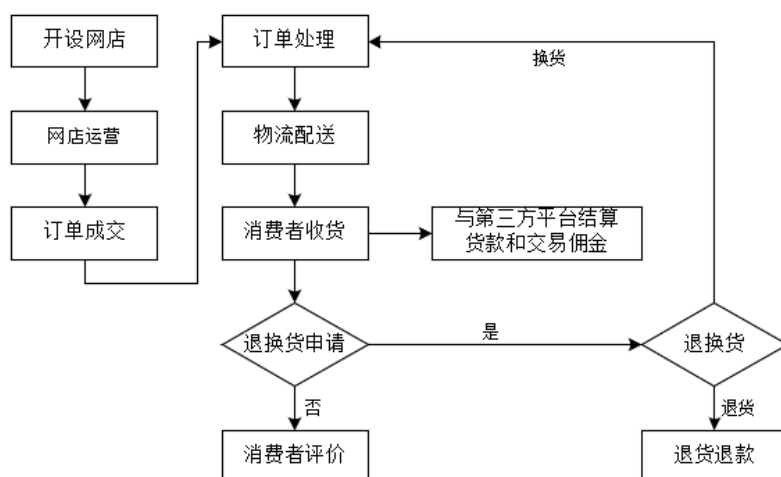 开设网店
网店运营
订单成交
订单处理
物流配送
消费者收货
与第三方平台结算
货款和交易佣金
退换货申请
是
否
消费者评价
退换货
换货
退货
退货退款